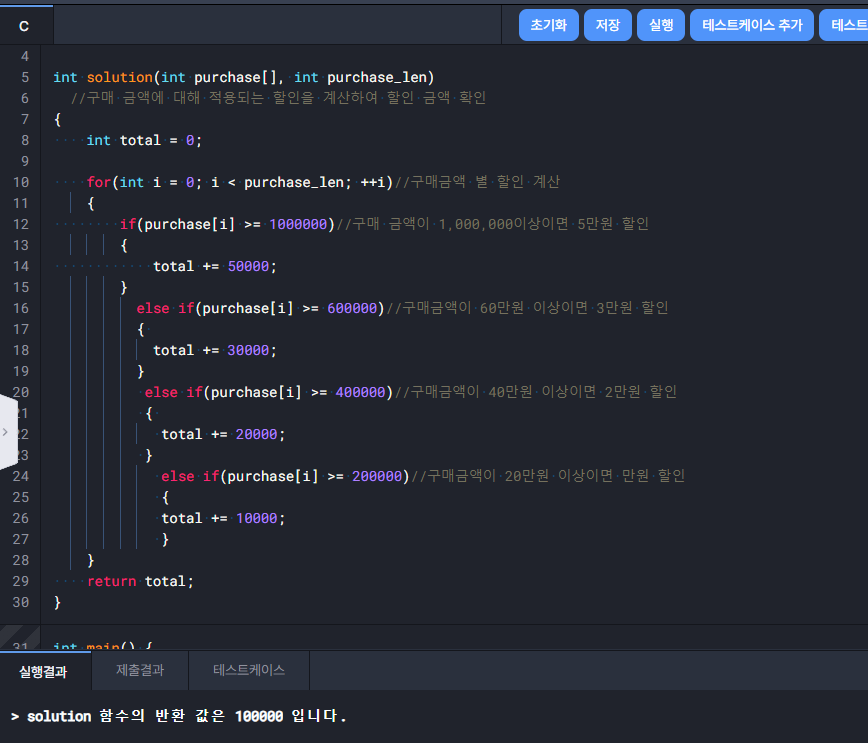 C
초기화 저장 실행 테스트케이스 추가 테스트
4
5 int solution(int purchase[], int purchase_len)
6 //구매 금액에 대해 적용되는 할인을 계산하여 할인 금액 확인
7 {
8 int total = 0;
9
10 for(int i = 0; i < purchase_len; ++i)//구매금액 별 할인 계산
11 {
12 if(purchase[i] >= 1000000)//구매 금액이 1,000,000이상이면 5만원 할인
13 {
14 total += 50000;
15 }
16 else if(purchase[i] >= 600000)//구매금액이 60만원 이상이면 3만원 할인
17 {
18 total += 30000;
19 }
20 else if(purchase[i] >= 400000)//구매금액이 40만원 이상이면 2만원 할인
21 {
22 total += 20000;
23 }
24 else if(purchase[i] >= 200000)//구매금액이 20만원 이상이면 만원 할인
25 {
26 total += 10000;
27 }
28 }
29 return total;
30 }
31 int main() {
실행결과 제출결과 테스트케이스
> solution 함수의 반환 값은 100000 입니다.